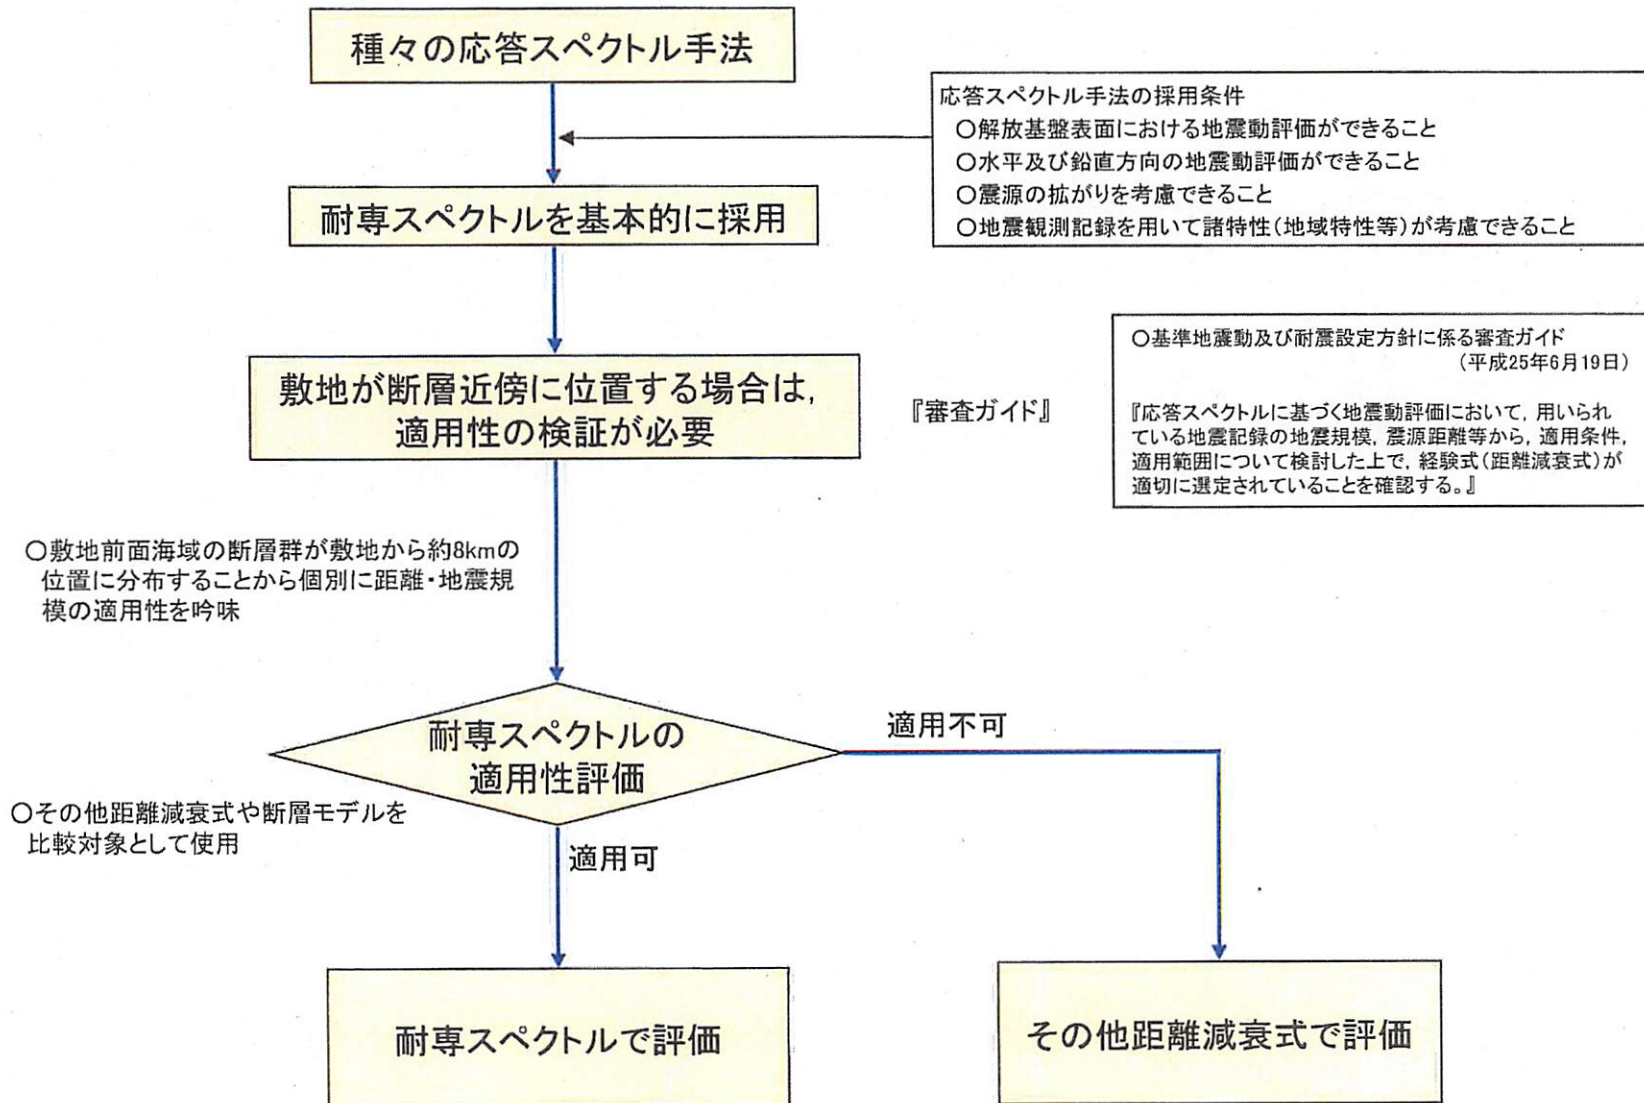 種々の応答スペクトル手法
応答スペクトル手法の採用条件
○解放基盤表面における地震動評価ができること
○水平及び鉛直方向の地震動評価ができること
○震源の拡がりを考慮できること
○地震観測記録を用いて諸特性(地域特性等)が考慮できること
耐専スペクトルを基本的に採用
敷地が断層近傍に位置する場合は,
適用性の検証が必要
『審査ガイド』
○基準地震動及び耐震設定方針に係る審査ガイド
(平成25年6月19日)
『応答スペクトルに基づく地震動評価において, 用いられ
ている地震記録の地震規模, 震源距離等から, 適用条件,
適用範囲について検討した上で, 経験式(距離減衰式)が
適切に選定されていることを確認する。』
○敷地前面海域の断層群が敷地から約8kmの
位置に分布することから個別に距離・地震規
模の適用性を吟味
耐専スペクトルの
適用性評価
適用不可
○その他距離減衰式や断層モデルを
比較対象として使用
適用可
耐専スペクトルで評価
その他距離減衰式で評価